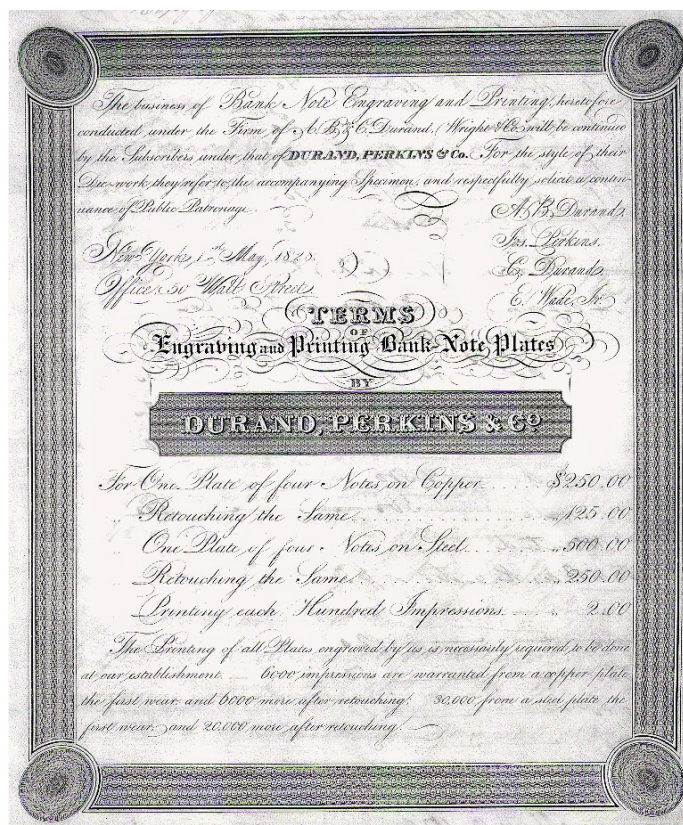 The business of Bank Note Engraving and Printing, heretofore
conducted under the Firm of A. B. & C. Durand, Wright & Co. will be continued
by the Subscribers under that of DURAND, PERKINS & Co. For the style of their
Die-work they refer to the accompanying Specimen, and respectfully solicit a contin-
uance of Public Patronage.
A. B. Durand.
Jas. Perkins.
New York, 1st May, 1828.
C. Durand.
Office 50 Wall Street.
E. Wade, Jr.
TERMS
OF
Engraving and Printing Bank Note Plates
BY
DURAND, PERKINS & Co
For One Plate of four Notes on Copper $250.00
„ Retouching the Same „ 125.00
„ One Plate of four Notes on Steel „ 500.00
„ Retouching the Same „ 250.00
„ Printing each Hundred Impressions „ 2.00
The Printing of all Plates engraved by us, is necessarily required to be done
at our establishment. 6000 impressions are warranted from a copper plate
the first wear, and 6000 more after retouching; 30,000 from a steel plate the
first wear, and 20,000 more after retouching.